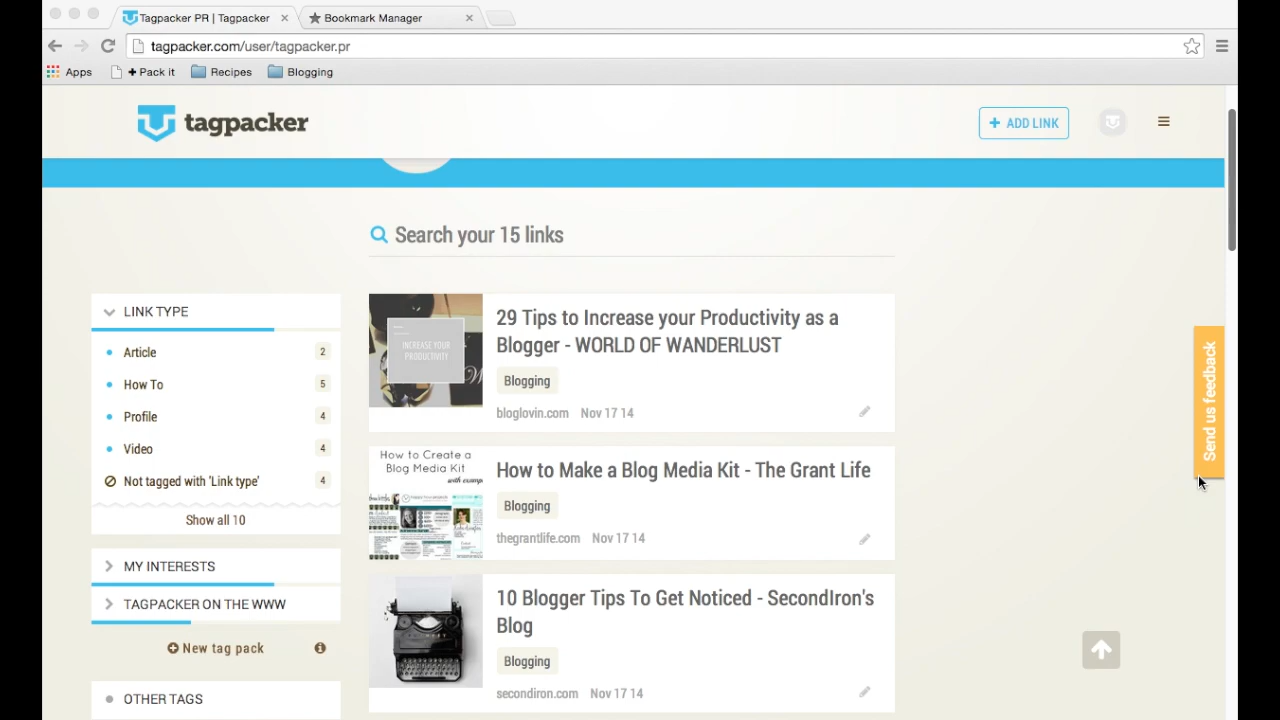 Tagpacker PR | Tagpacker
Bookmark Manager
tagpacker.com/user/tagpacker.pr
Apps
+ Pack it
Recipes
Blogging
tagpacker
+ ADD LINK
Search your 15 links
LINK TYPE
Article 2
How To 5
Profile 4
Video 4
Not tagged with 'Link type' 4
Show all 10
MY INTERESTS
TAGPACKER ON THE WWW
New tag pack
OTHER TAGS
INCREASE YOUR
PRODUCTIVITY
29 Tips to Increase your Productivity as a
Blogger - WORLD OF WANDERLUST
Blogging
bloglovin.com Nov 17 14
How to Create a
Blog Media Kit
How to Make a Blog Media Kit - The Grant Life
Blogging
thegrantlife.com Nov 17 14
10 Blogger Tips To Get Noticed - SecondIron's
Blog
Blogging
secondiron.com Nov 17 14
Send us feedback